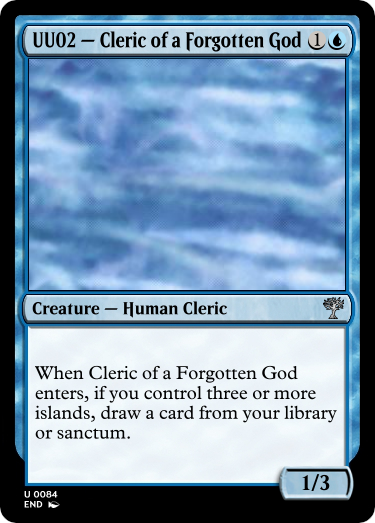 UU02 — Cleric of a Forgotten God 1
Creature — Human Cleric
When Cleric of a Forgotten God
enters, if you control three or more
islands, draw a card from your library
or sanctum.
1/3
U 0084
END